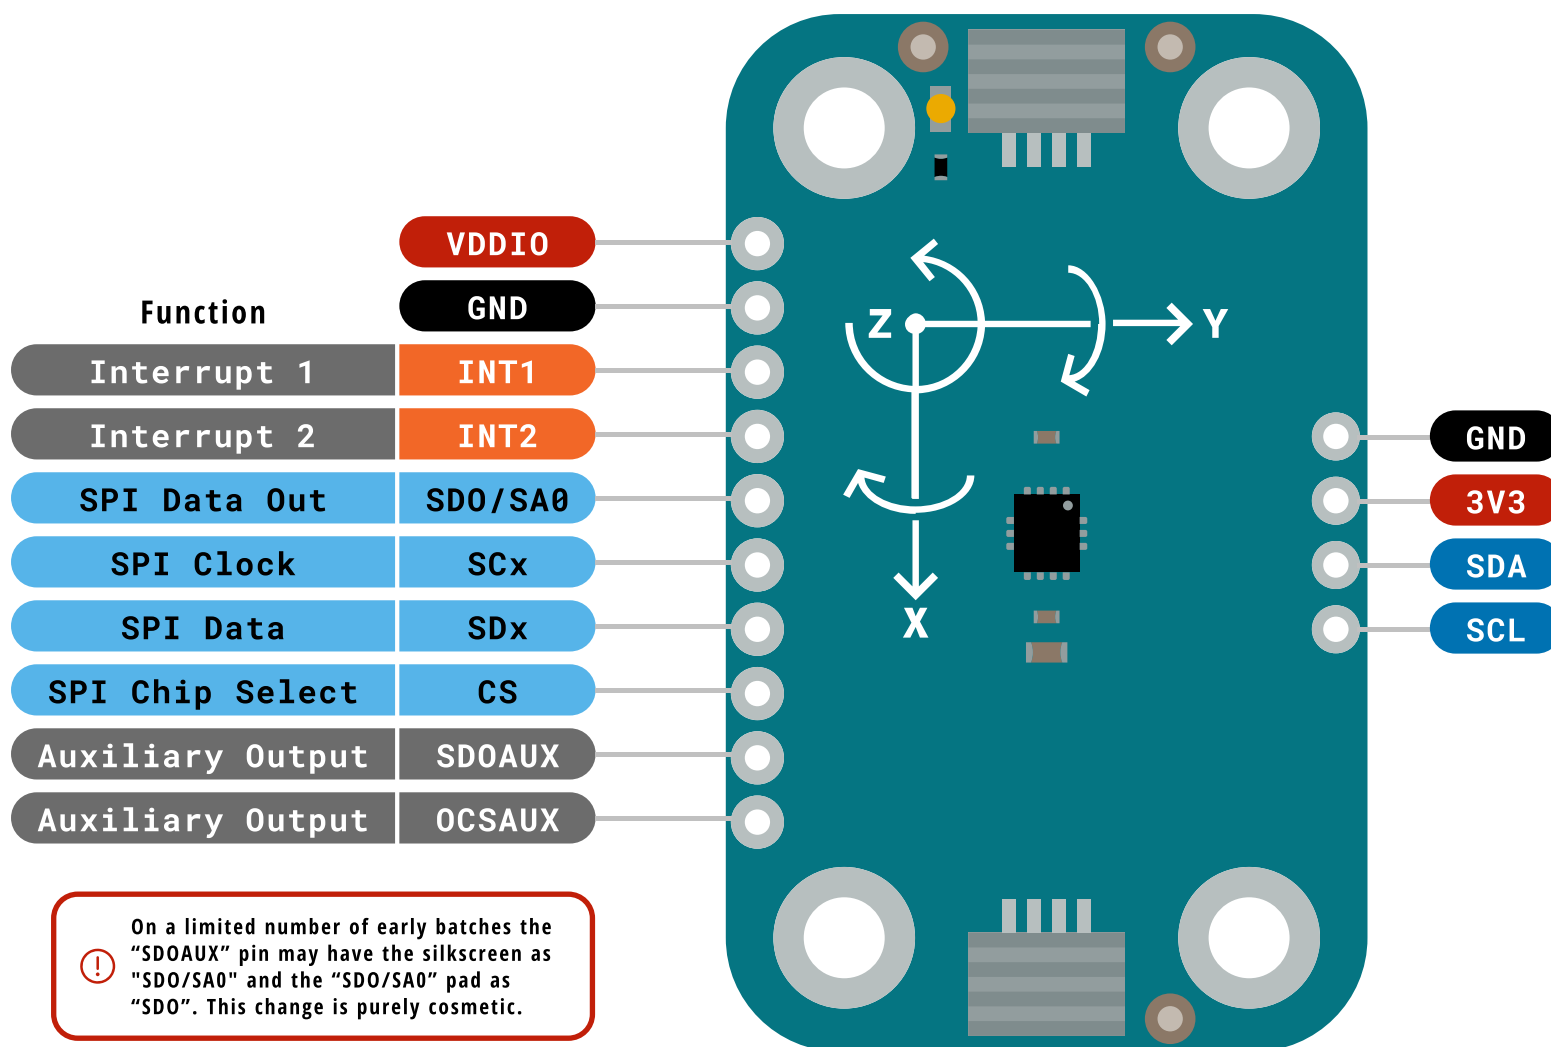 VDDIO
Function
GND
Interrupt 1 INT1
Interrupt 2 INT2
SPI Data Out SDO/SA0
SPI Clock SCx
SPI Data SDx
SPI Chip Select CS
Auxiliary Output SDOAUX
Auxiliary Output OCSAUX
Z
Y
X
GND
3V3
SDA
SCL
On a limited number of early batches the
“SDOAUX” pin may have the silkscreen as
"SDO/SA0" and the “SDO/SA0” pad as
“SDO”. This change is purely cosmetic.